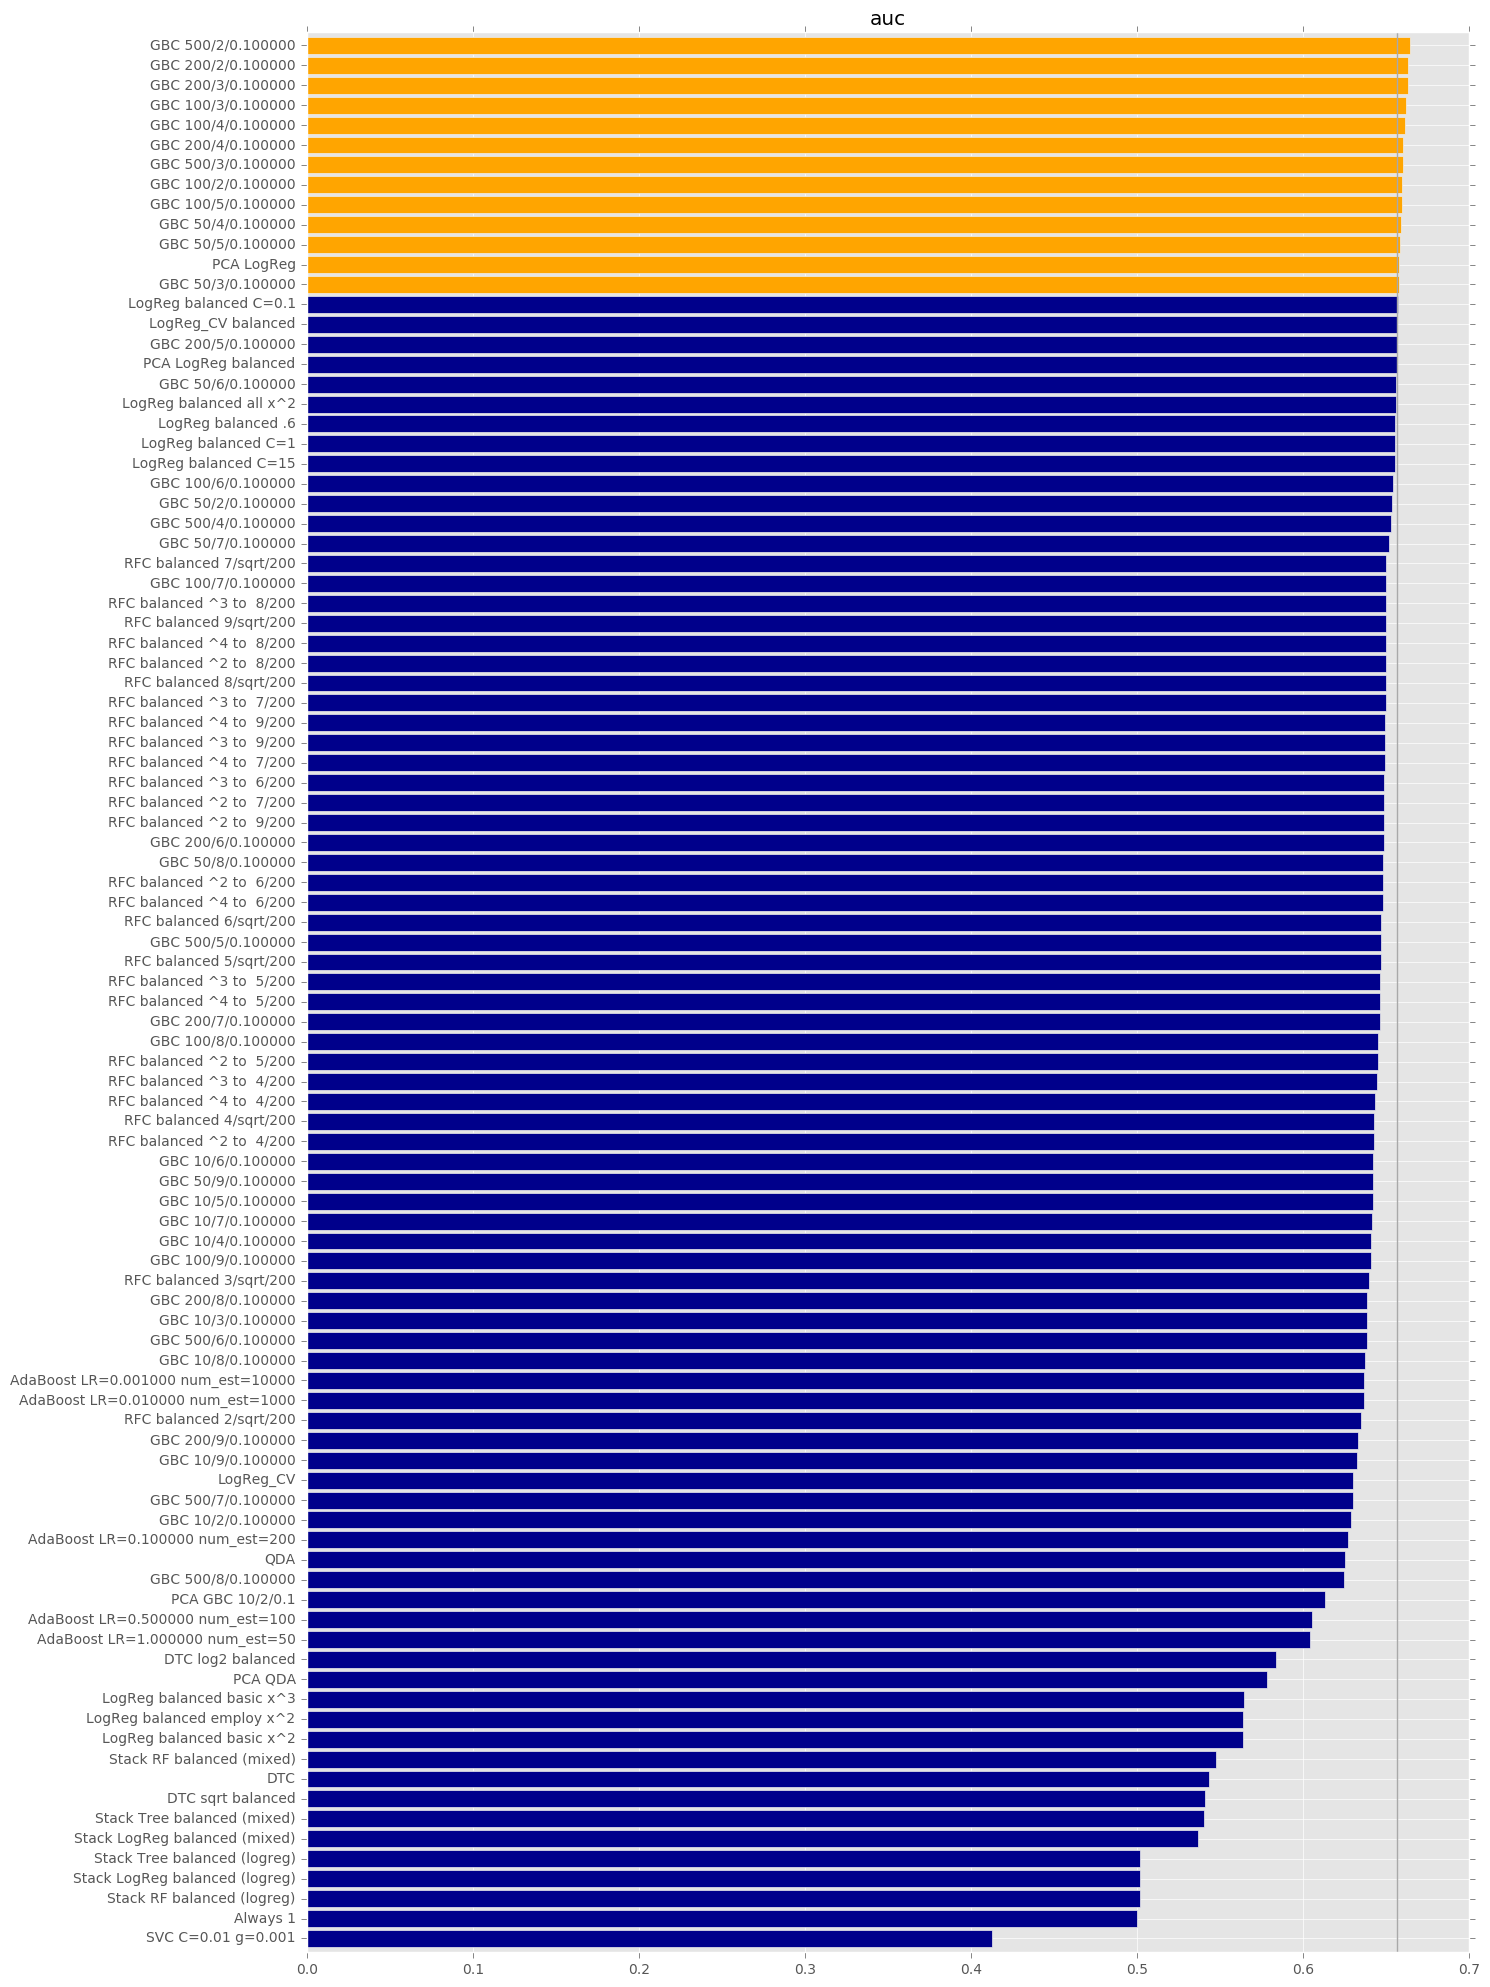 auc
GBC 500/2/0.100000
GBC 200/2/0.100000
GBC 200/3/0.100000
GBC 100/3/0.100000
GBC 100/4/0.100000
GBC 200/4/0.100000
GBC 500/3/0.100000
GBC 100/2/0.100000
GBC 100/5/0.100000
GBC 50/4/0.100000
GBC 50/5/0.100000
PCA LogReg
GBC 50/3/0.100000
LogReg balanced C=0.1
LogReg_CV balanced
GBC 200/5/0.100000
PCA LogReg balanced
GBC 50/6/0.100000
LogReg balanced all x^2
LogReg balanced .6
LogReg balanced C=1
LogReg balanced C=15
GBC 100/6/0.100000
GBC 50/2/0.100000
GBC 500/4/0.100000
GBC 50/7/0.100000
RFC balanced 7/sqrt/200
GBC 100/7/0.100000
RFC balanced ^3 to  8/200
RFC balanced 9/sqrt/200
RFC balanced ^4 to  8/200
RFC balanced ^2 to  8/200
RFC balanced 8/sqrt/200
RFC balanced ^3 to  7/200
RFC balanced ^4 to  9/200
RFC balanced ^3 to  9/200
RFC balanced ^4 to  7/200
RFC balanced ^3 to  6/200
RFC balanced ^2 to  7/200
RFC balanced ^2 to  9/200
GBC 200/6/0.100000
GBC 50/8/0.100000
RFC balanced ^2 to  6/200
RFC balanced ^4 to  6/200
RFC balanced 6/sqrt/200
GBC 500/5/0.100000
RFC balanced 5/sqrt/200
RFC balanced ^3 to  5/200
RFC balanced ^4 to  5/200
GBC 200/7/0.100000
GBC 100/8/0.100000
RFC balanced ^2 to  5/200
RFC balanced ^3 to  4/200
RFC balanced ^4 to  4/200
RFC balanced 4/sqrt/200
RFC balanced ^2 to  4/200
GBC 10/6/0.100000
GBC 50/9/0.100000
GBC 10/5/0.100000
GBC 10/7/0.100000
GBC 10/4/0.100000
GBC 100/9/0.100000
RFC balanced 3/sqrt/200
GBC 200/8/0.100000
GBC 10/3/0.100000
GBC 500/6/0.100000
GBC 10/8/0.100000
AdaBoost LR=0.001000 num_est=10000
AdaBoost LR=0.010000 num_est=1000
RFC balanced 2/sqrt/200
GBC 200/9/0.100000
GBC 10/9/0.100000
LogReg_CV
GBC 500/7/0.100000
GBC 10/2/0.100000
AdaBoost LR=0.100000 num_est=200
QDA
GBC 500/8/0.100000
PCA GBC 10/2/0.1
AdaBoost LR=0.500000 num_est=100
AdaBoost LR=1.000000 num_est=50
DTC log2 balanced
PCA QDA
LogReg balanced basic x^3
LogReg balanced employ x^2
LogReg balanced basic x^2
Stack RF balanced (mixed)
DTC
DTC sqrt balanced
Stack Tree balanced (mixed)
Stack LogReg balanced (mixed)
Stack Tree balanced (logreg)
Stack LogReg balanced (logreg)
Stack RF balanced (logreg)
Always 1
SVC C=0.01 g=0.001
0.0 0.1 0.2 0.3 0.4 0.5 0.6 0.7